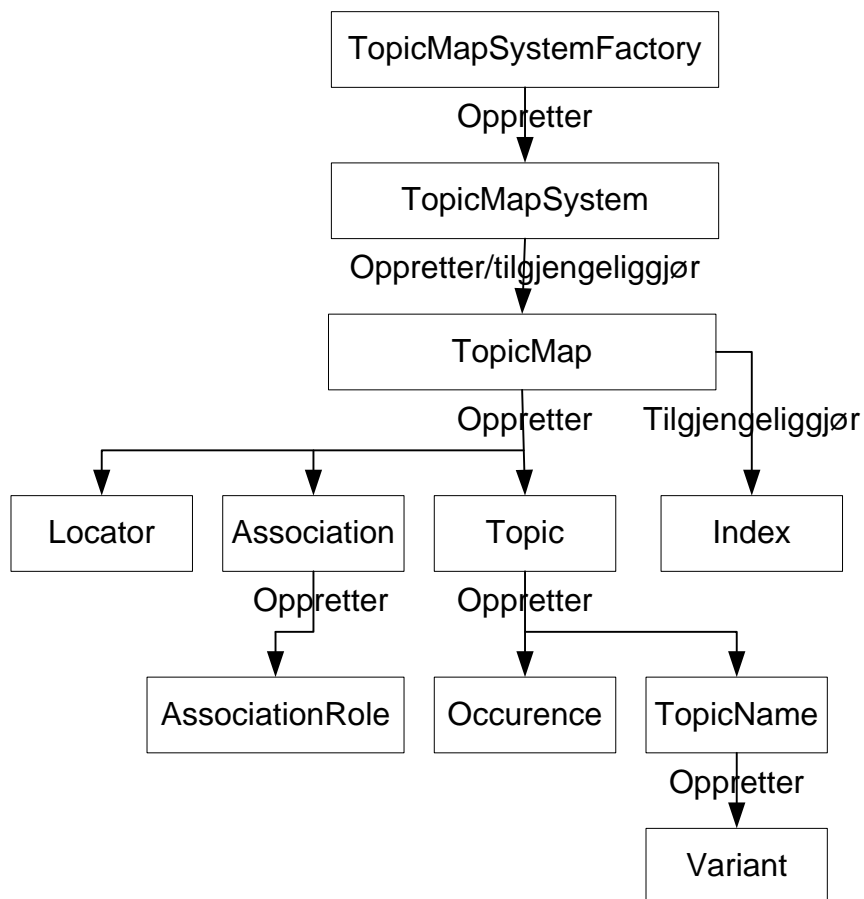 TopicMapSystemFactory
Oppretter
TopicMapSystem
Oppretter/tilgjengeliggjør
TopicMap
Oppretter
Tilgjengeliggjør
Locator
Association
Topic
Index
Oppretter
Oppretter
AssociationRole
Occurence
TopicName
Oppretter
Variant